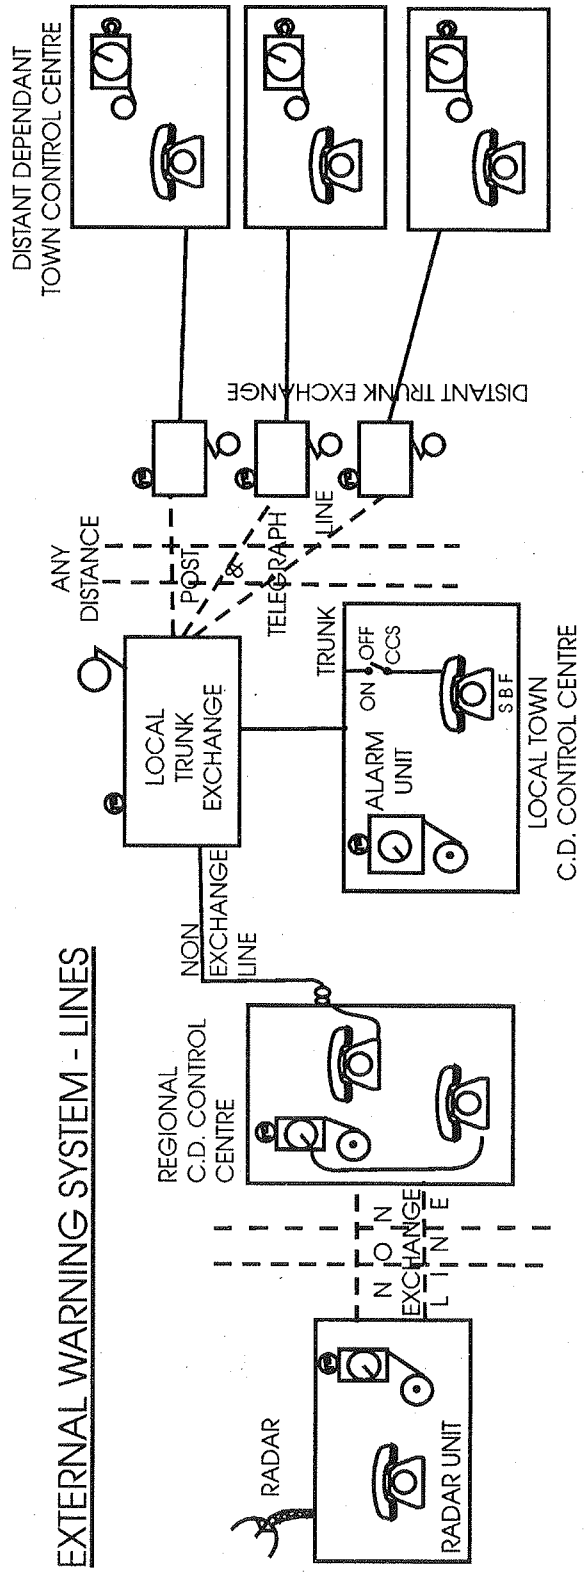 EXTERNAL WARNING SYSTEM - LINES
RADAR
RADAR UNIT
NON
EXCHANGE
LINE
REGIONAL
C.D. CONTROL
CENTRE
NON
EXCHANGE
LINE
LOCAL
TRUNK
EXCHANGE
ALARM
UNIT
TRUNK
ON
OFF
CCS
SBF
LOCAL TOWN
C.D. CONTROL CENTRE
ANY
DISTANCE
POST
&
TELEGRAPH
LINE
DISTANT TRUNK EXCHANGE
DISTANT DEPENDANT
TOWN CONTROL CENTRE